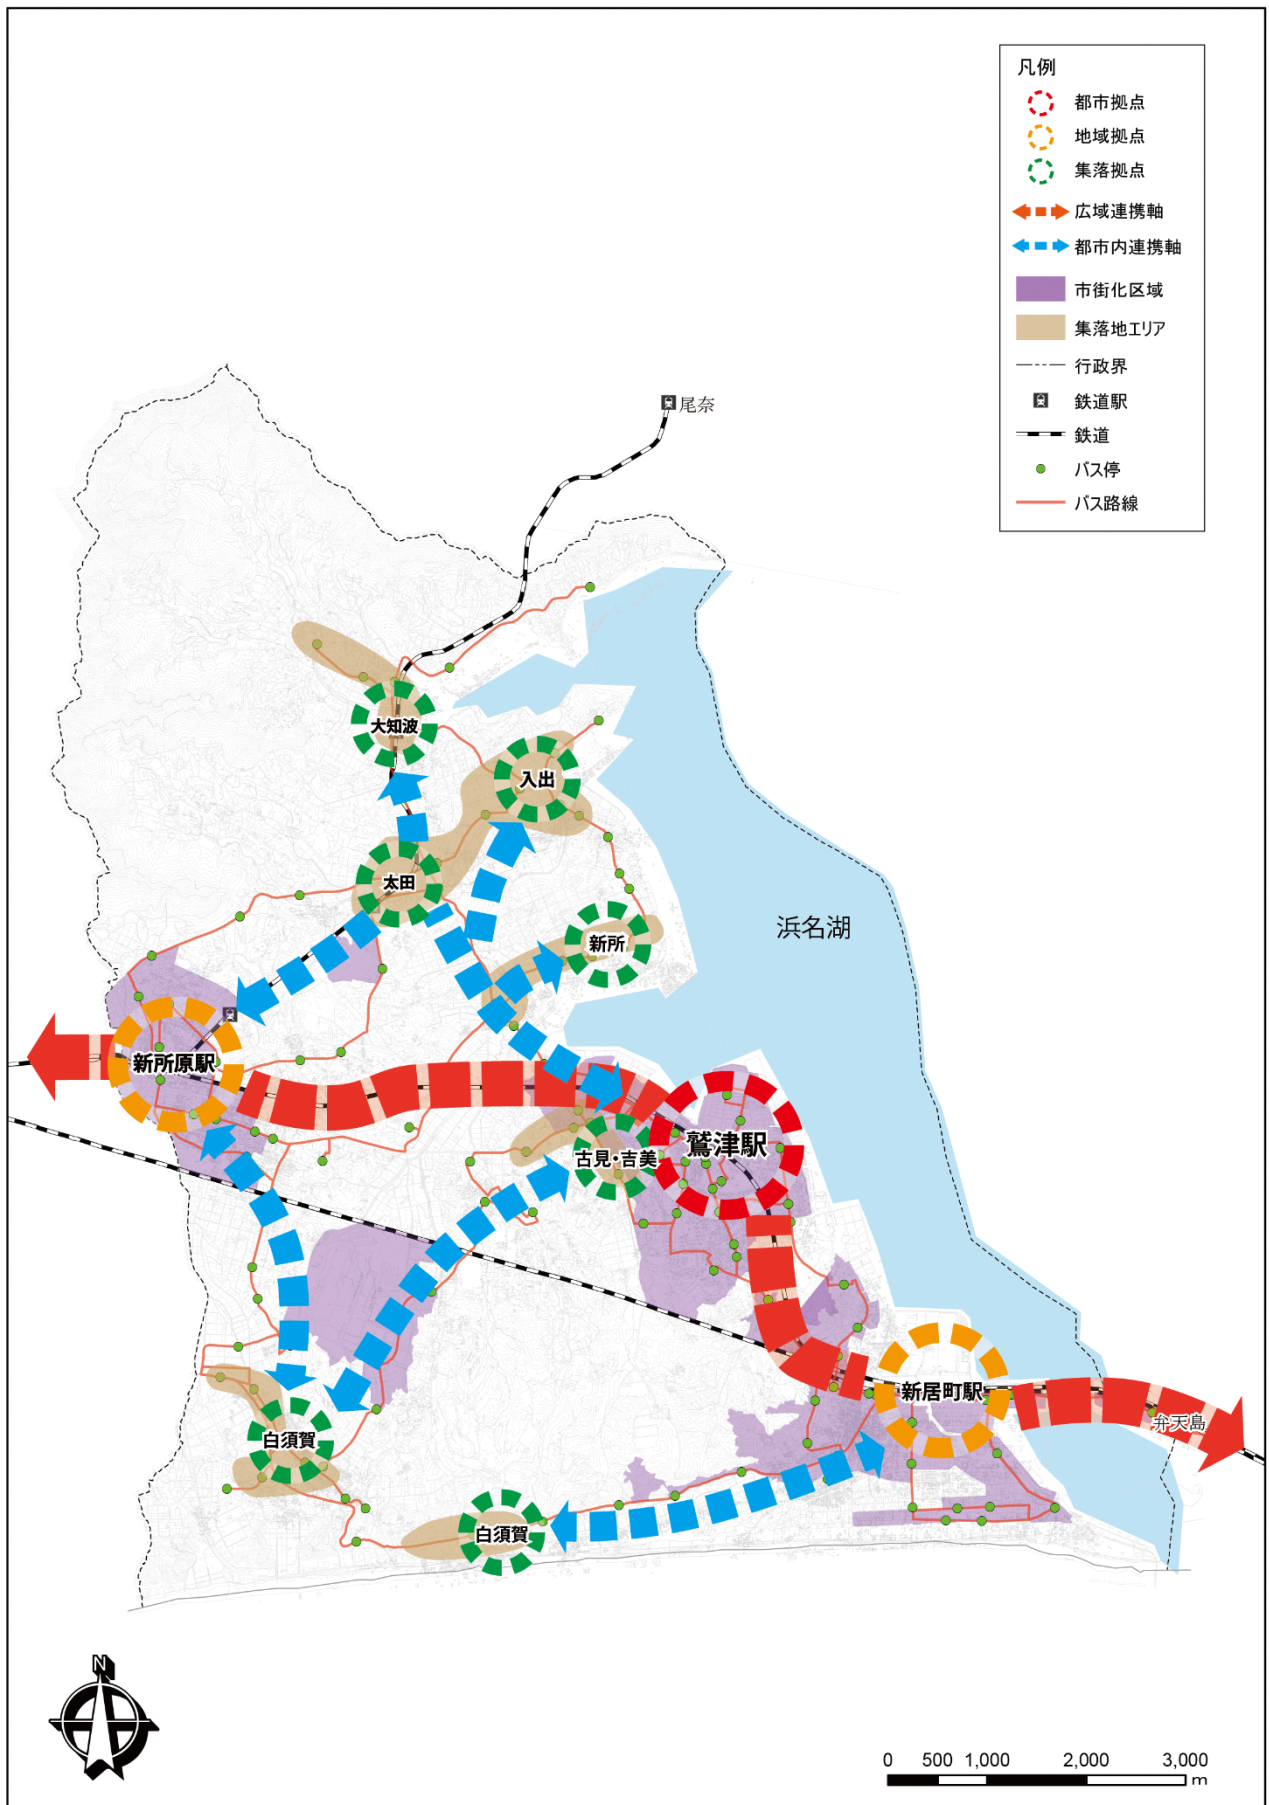 凡例
都市拠点
地域拠点
集落拠点
広域連携軸
都市内連携軸
市街化区域
集落地エリア
行政界
鉄道駅
鉄道
バス停
バス路線
尾奈
大知波
入出
太田
新所
浜名湖
新所原駅
鷲津駅
古見・吉美
新居町駅
弁天島
白須賀
白須賀
N
0 500 1,000 2,000 3,000
m